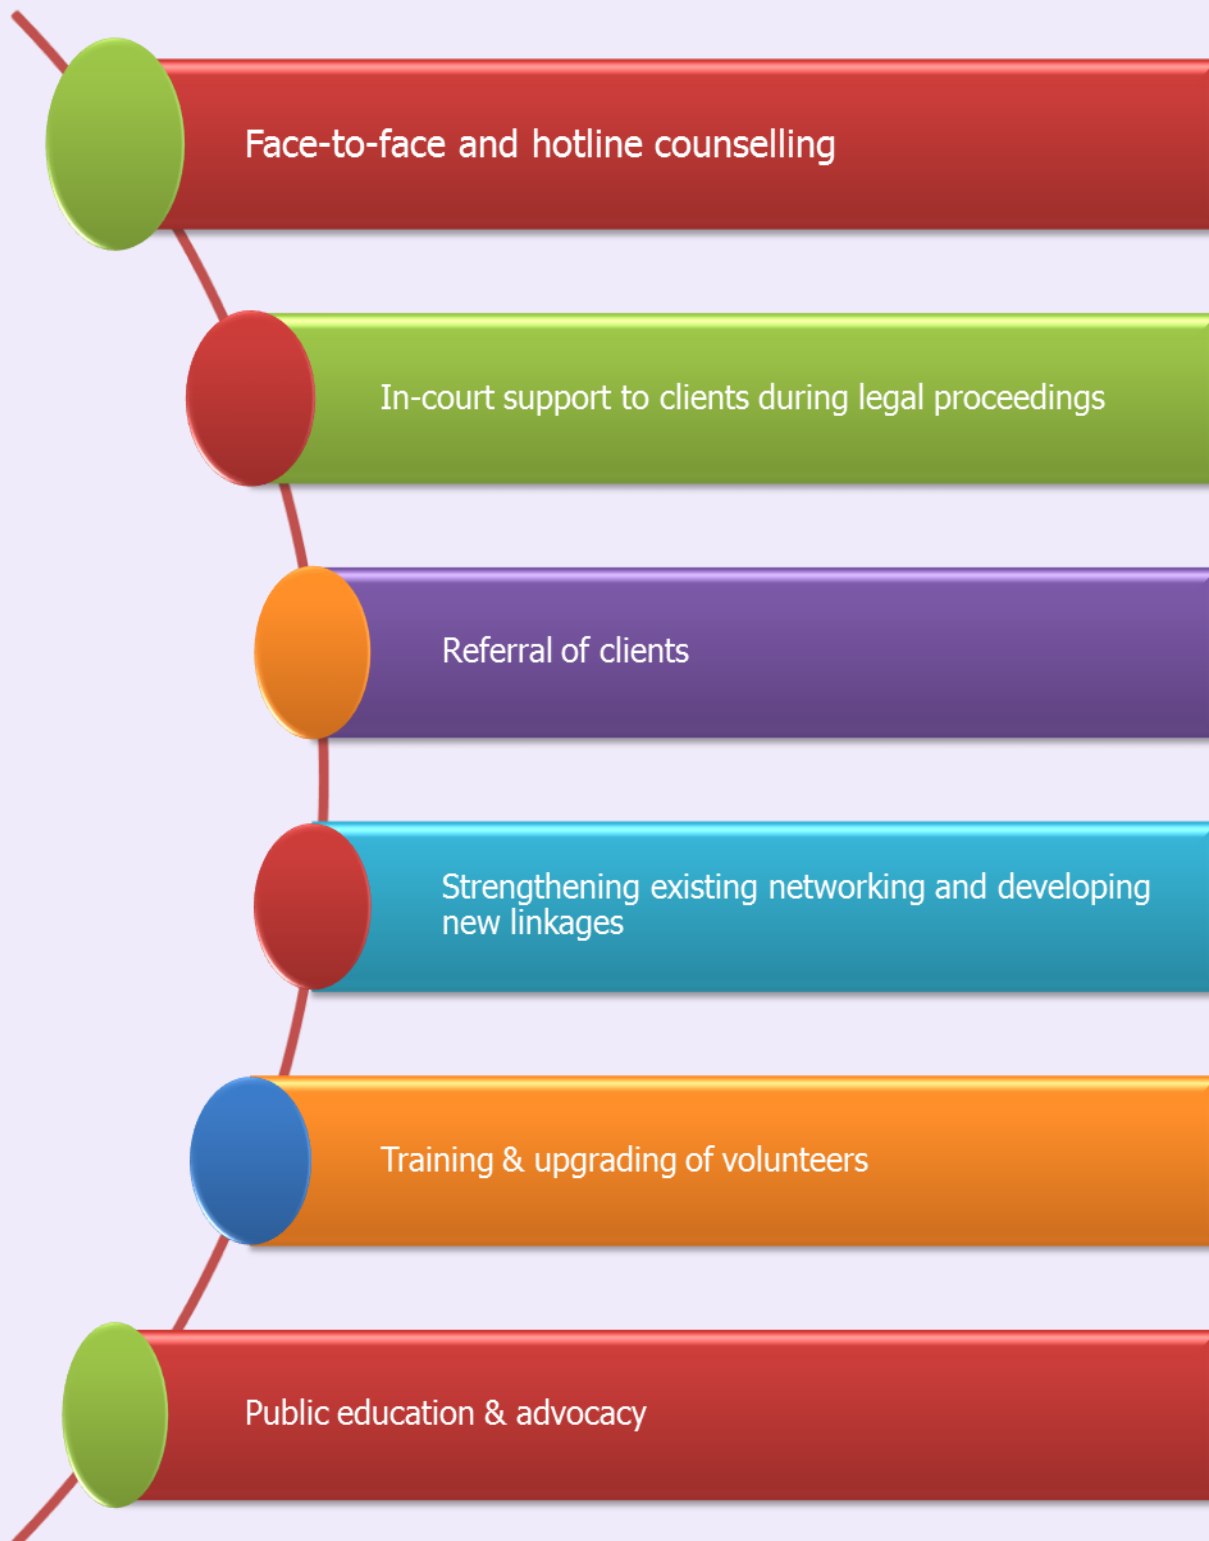 Face-to-face and hotline counselling
In-court support to clients during legal proceedings
Referral of clients
Strengthening existing networking and developing
new linkages
Training & upgrading of volunteers
Public education & advocacy